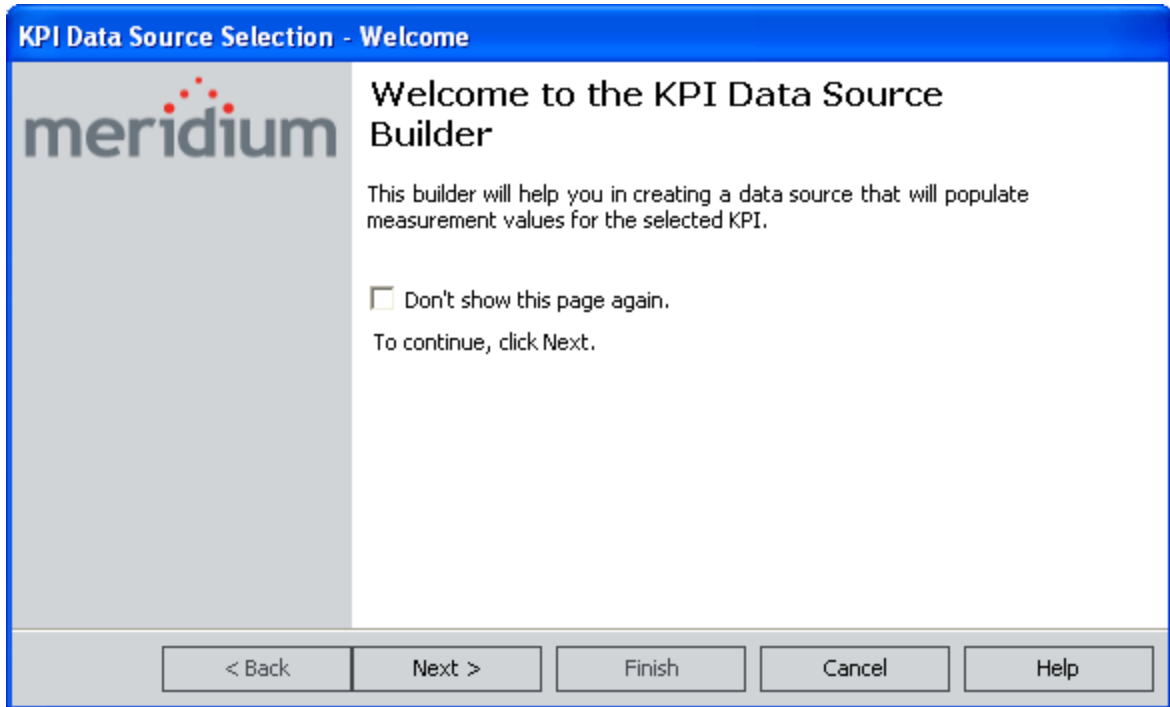 KPI Data Source Selection - Welcome
meridium
Welcome to the KPI Data Source
Builder
This builder will help you in creating a data source that will populate
measurement values for the selected KPI.
Don't show this page again.
To continue, click Next.
< Back
Next >
Finish
Cancel
Help